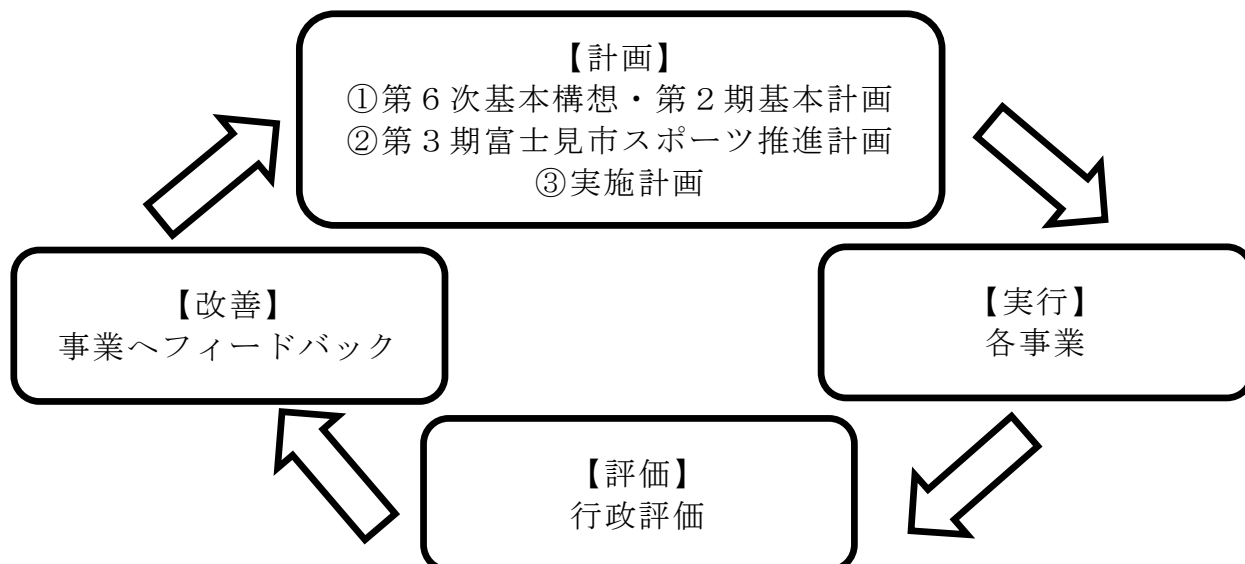 【計画】
①第６次基本構想・第２期基本計画
②第３期富士見市スポーツ推進計画
③実施計画
【改善】
事業へフィードバック
【実行】
各事業
【評価】
行政評価